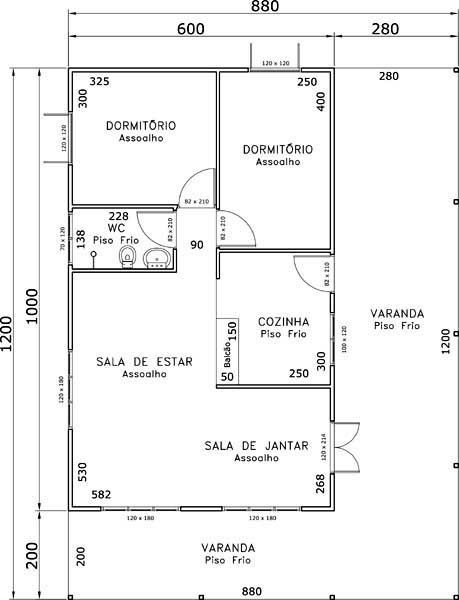 880
600
280
120 x 120
325
250
280
300
400
DORMITÓRIO
Assoalho
DORMITÓRIO
Assoalho
120 x 120
82 x 210
228
WC
Piso Frio
138
70 x 120
82 x 210
82 x 210
90
82 x 210
1200
1000
COZINHA
Piso Frio
VARANDA
Piso Frio
1200
100 x 120
Balcão
150
50
250
300
SALA DE ESTAR
Assoalho
120 x 180
SALA DE JANTAR
Assoalho
120 x 214
268
530
582
120 x 180
120 x 180
200
200
VARANDA
Piso Frio
880